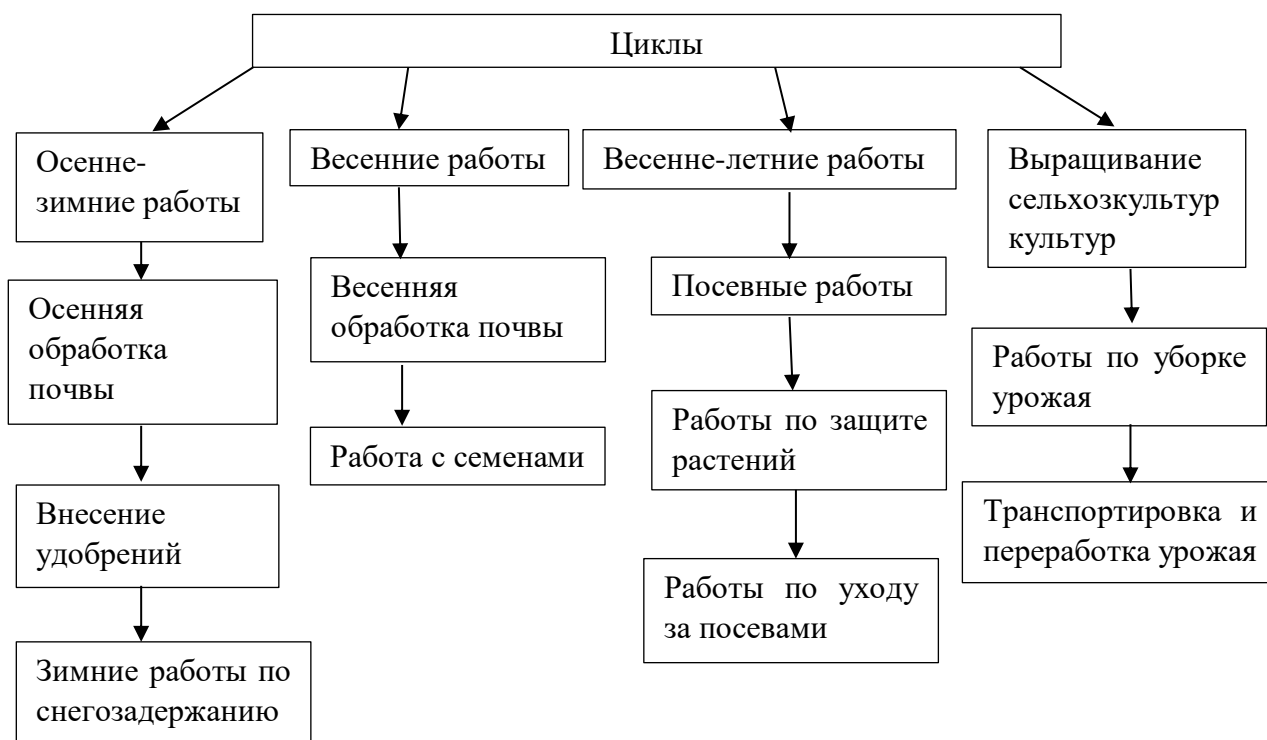 Циклы
Осенне-
зимние работы
Осенняя
обработка
почвы
Внесение
удобрений
Зимние работы по
снегозадержанию
Весенние работы
Весенняя
обработка почвы
Работа с семенами
Весенне-летние работы
Посевные работы
Работы по защите
растений
Работы по уходу
за посевами
Выращивание
сельхозкультур
культур
Работы по уборке
урожая
Транспортировка и
переработка урожая